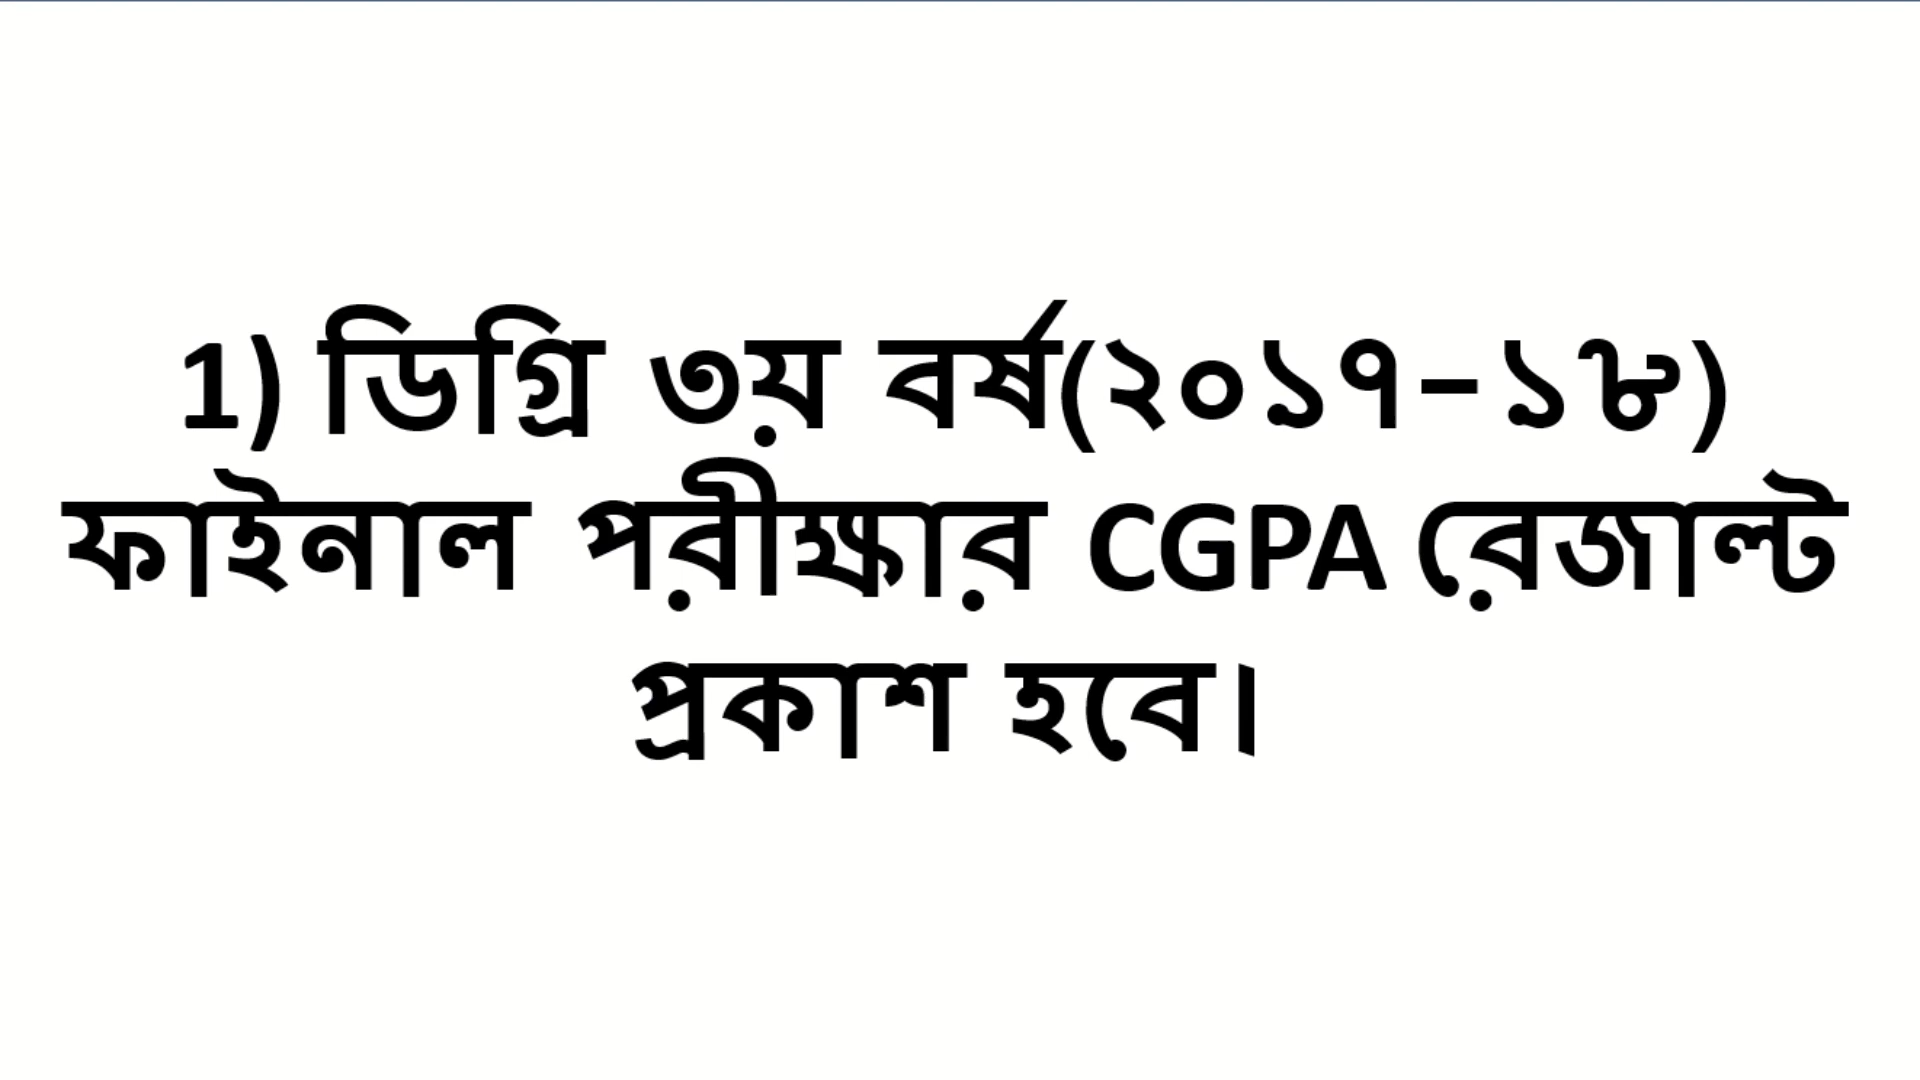 1) ডিগ্রি ৩য় বর্ষ(২০১৭–১৮)
ফাইনাল পরীক্ষার CGPA রেজাল্ট
প্রকাশ হবে।